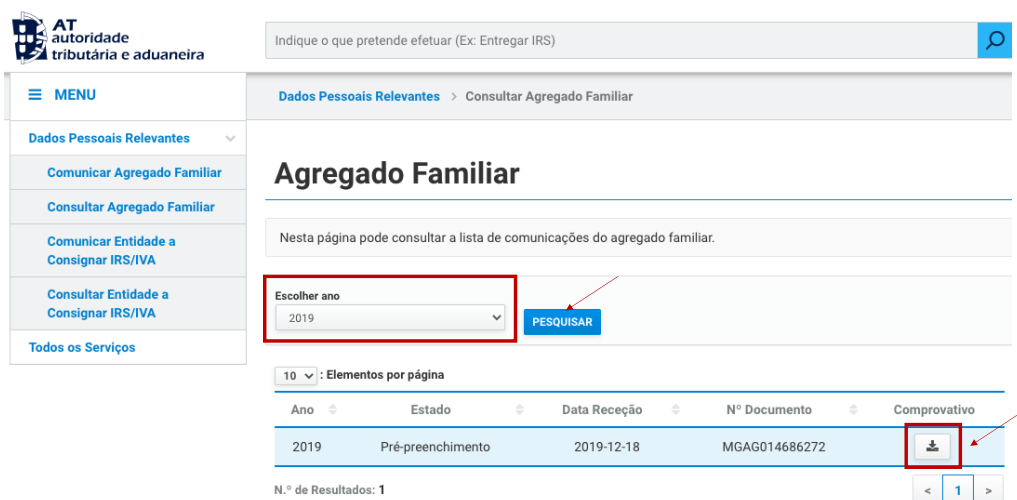 AT
autoridade
tributária e aduaneira
Indique o que pretende efetuar (Ex: Entregar IRS)
MENU
Dados Pessoais Relevantes > Consultar Agregado Familiar
Dados Pessoais Relevantes
Comunicar Agregado Familiar
Consultar Agregado Familiar
Comunicar Entidade a
Consignar IRS/IVA
Consultar Entidade a
Consignar IRS/IVA
Todos os Serviços
Agregado Familiar
Nesta página pode consultar a lista de comunicações do agregado familiar.
Escolher ano
2019
PESQUISAR
10 : Elementos por página
Ano Estado Data Receção Nº Documento Comprovativo
2019 Pré-preenchimento 2019-12-18 MGAG014686272
N.º de Resultados: 1
< 1 >